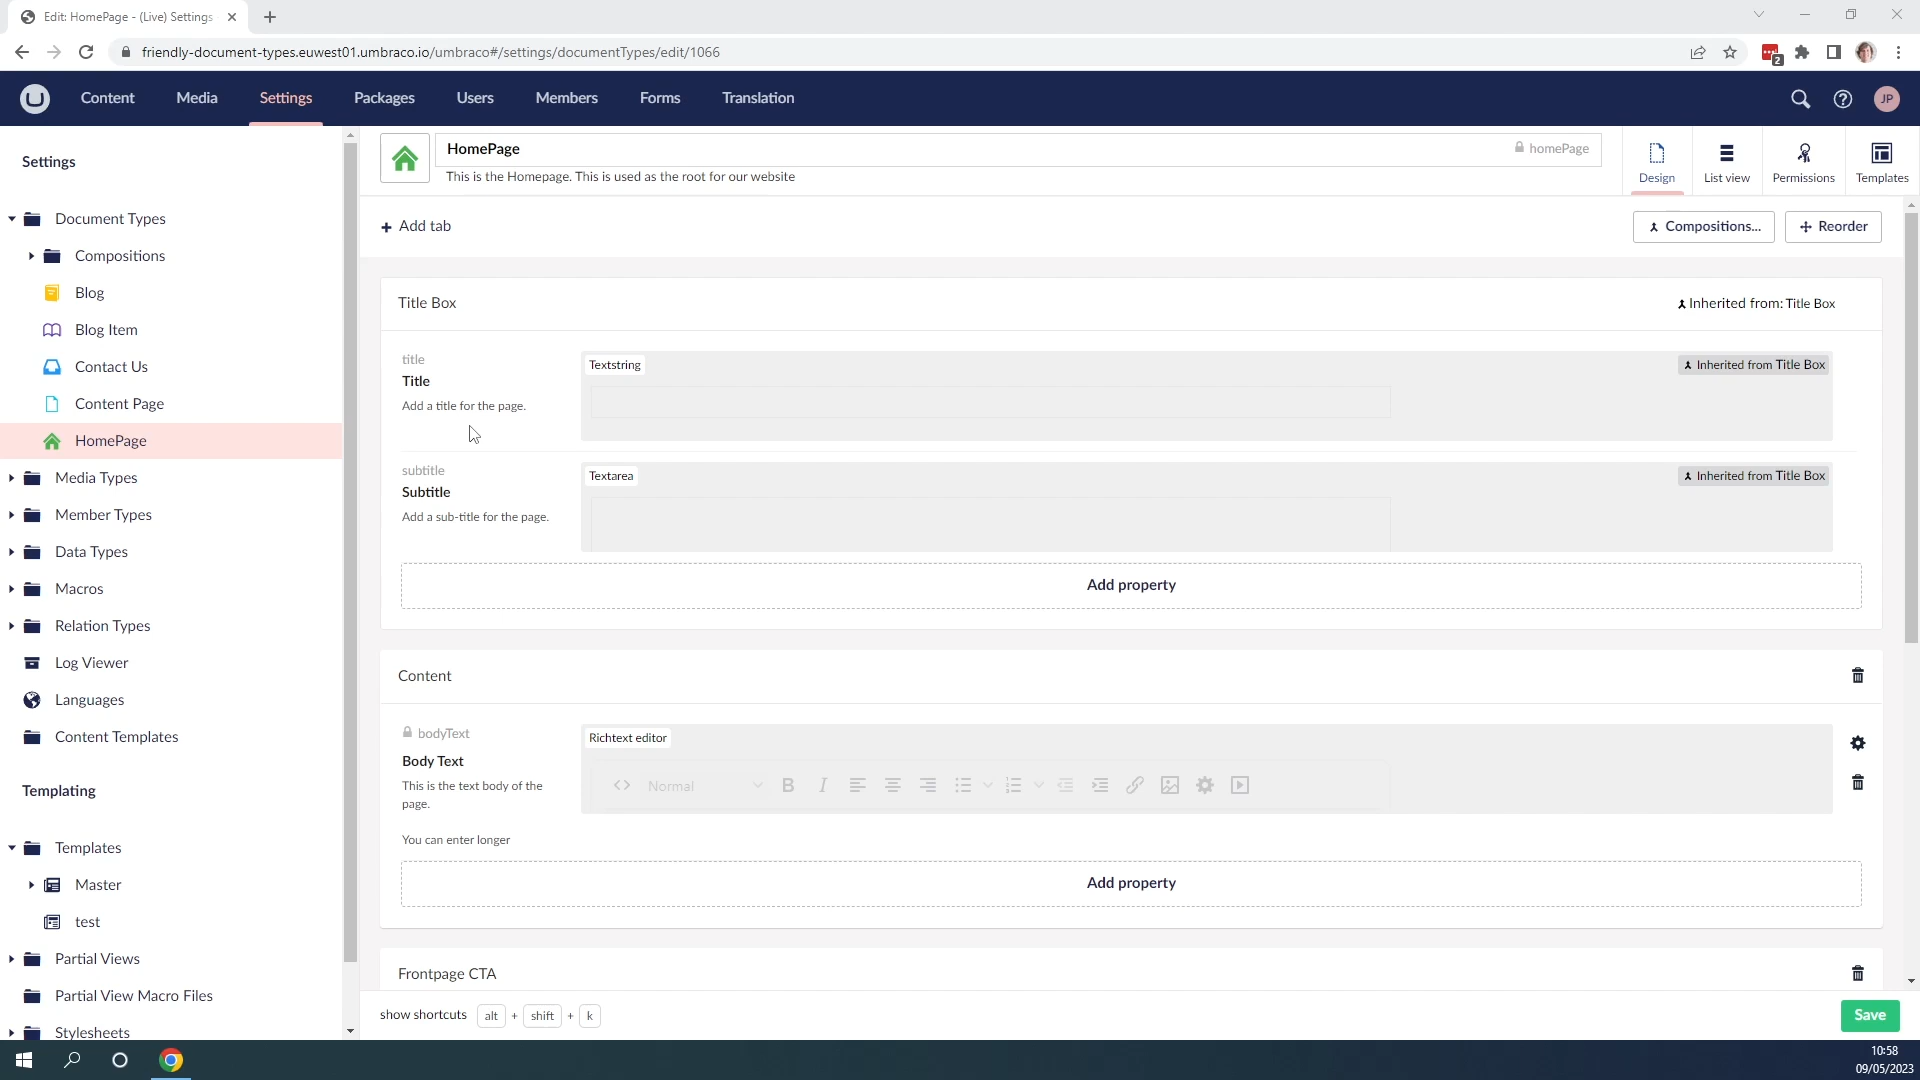 Edit: HomePage - (Live) Settings
friendly-document-types.euwest01.umbraco.io/umbraco#/settings/documentTypes/edit/1066
2
Content
Media
Settings
Packages
Users
Members
Forms
Translation
JP
Settings
Document Types
Compositions
Blog
Blog Item
Contact Us
Content Page
HomePage
Media Types
Member Types
Data Types
Macros
Relation Types
Log Viewer
Languages
Content Templates
Templating
Templates
Master
test
Partial Views
Partial View Macro Files
Stylesheets
HomePage
homePage
This is the Homepage. This is used as the root for our website
Design
List view
Permissions
Templates
+ Add tab
Compositions...
Reorder
Title Box
Inherited from: Title Box
title
Title
Add a title for the page.
Textstring
Inherited from Title Box
subtitle
Subtitle
Add a sub-title for the page.
Textarea
Inherited from Title Box
Add property
Content
bodyText
Body Text
This is the text body of the
page.
You can enter longer
Richtext editor
Normal
B
I
Add property
Frontpage CTA
show shortcuts alt + shift + k
Save
10:58
09/05/2023